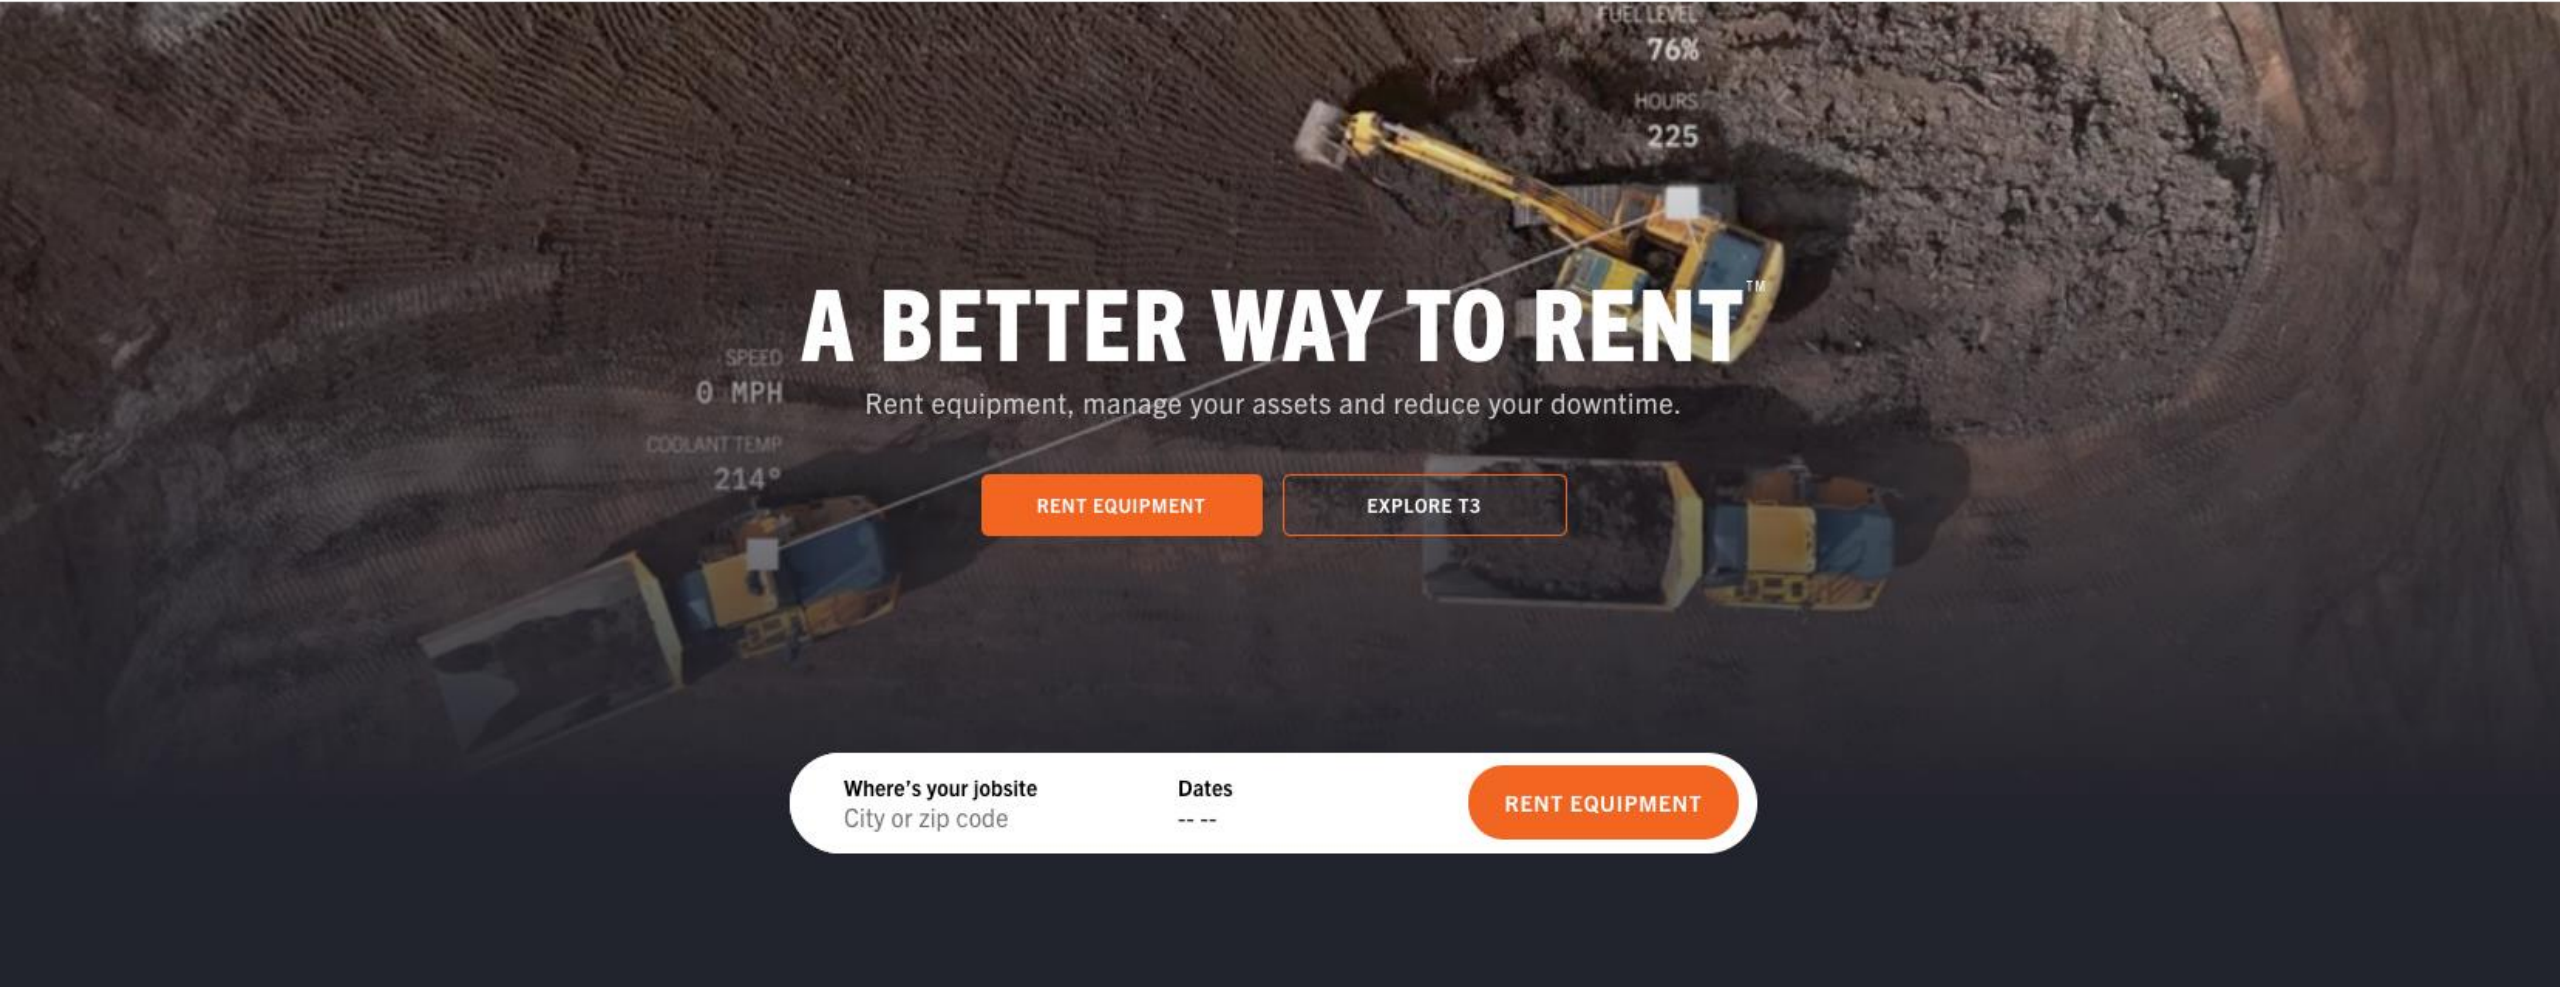 FUEL LEVEL
76%
HOURS
225
A BETTER WAY TO RENT™
SPEED
0 MPH
Rent equipment, manage your assets and reduce your downtime.
COOLANT TEMP
214°
RENT EQUIPMENT
EXPLORE T3
Where's your jobsite
City or zip code
Dates
-- --
RENT EQUIPMENT